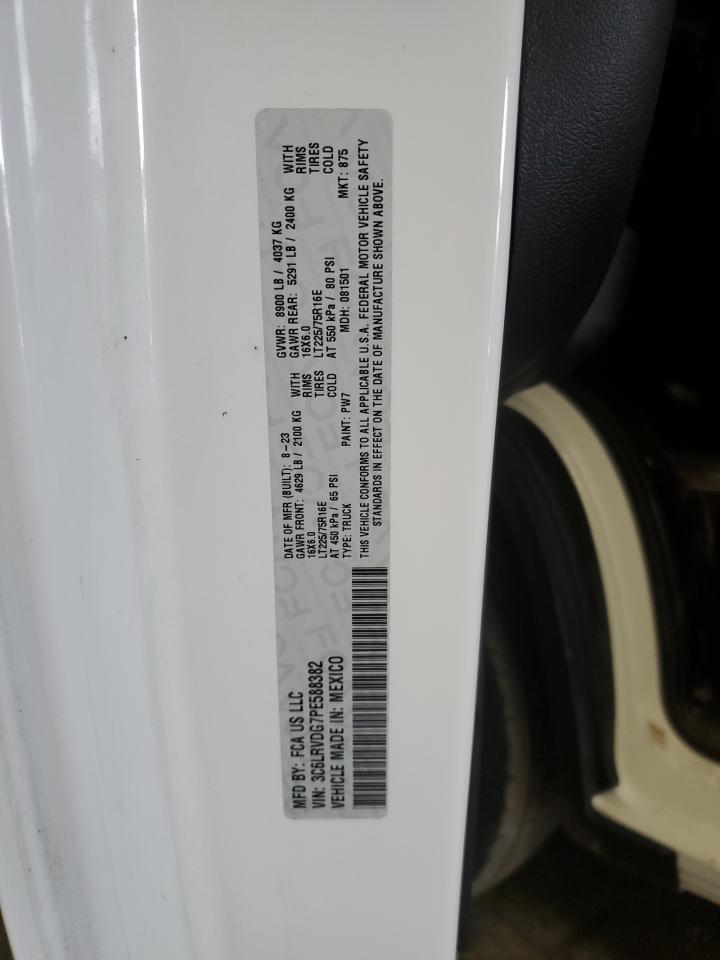 MFD BY: FCA US LLC
VIN: 3C6LRVDG7PE588382
VEHICLE MADE IN: MEXICO
DATE OF MFR (BUILT): 8-23 GVWR: 8900 LB / 4037 KG
GAWR FRONT: 4629 LB / 2100 KG WITH GAWR REAR: 5291 LB / 2400 KG WITH
16X6.0 RIMS 16X6.0 RIMS
LT225/75R16E TIRES LT225/75R16E TIRES
AT 450 kPa / 65 PSI COLD AT 550 kPa / 80 PSI COLD
TYPE: TRUCK PAINT: PW7 MDH: 081501 MKT: 875
THIS VEHICLE CONFORMS TO ALL APPLICABLE U.S.A. FEDERAL MOTOR VEHICLE SAFETY
STANDARDS IN EFFECT ON THE DATE OF MANUFACTURE SHOWN ABOVE.